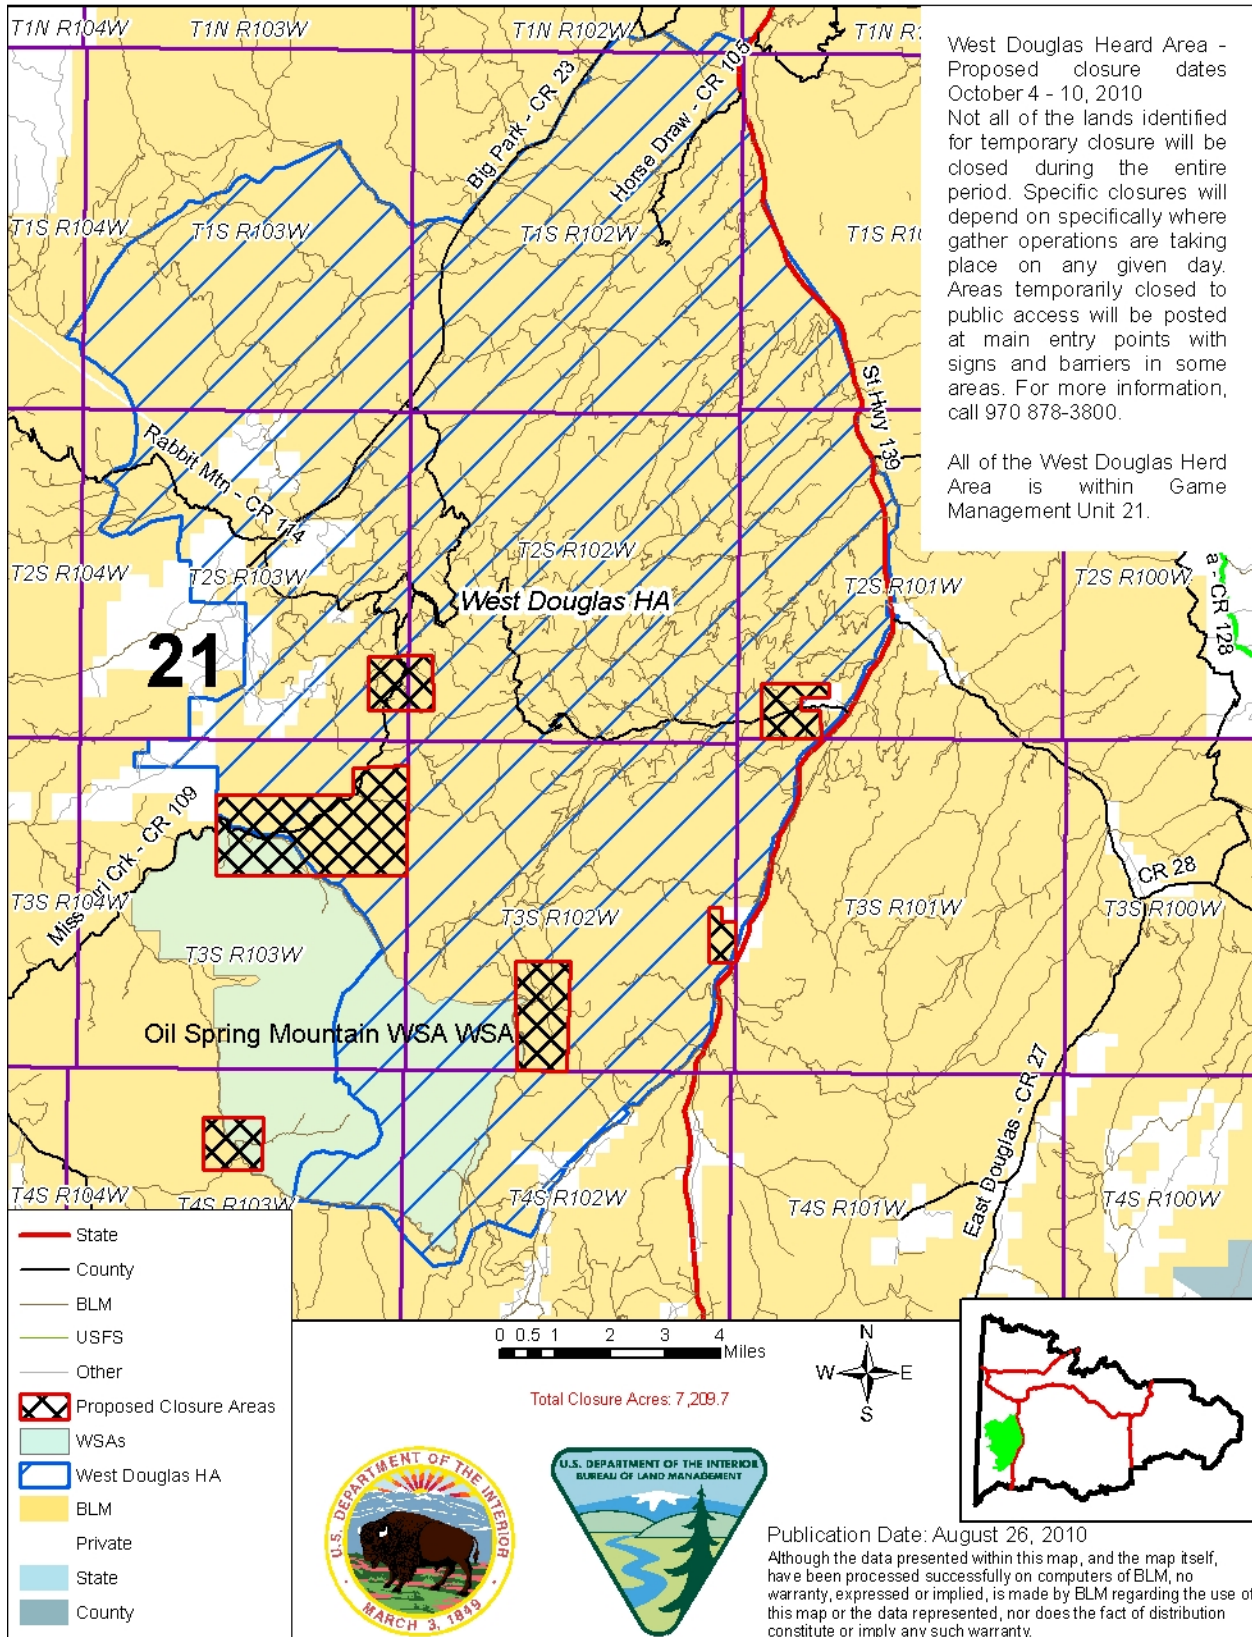 T1N R104W
T1N R103W
T1N R102W
T1N R1
Big Park - CR 23
Horse Draw - CR 105
West Douglas Heard Area -
Proposed closure dates
October 4 - 10, 2010
Not all of the lands identified
for temporary closure will be
closed during the entire
period. Specific closures will
depend on specifically where
gather operations are taking
place on any given day.
Areas temporarily closed to
public access will be posted
at main entry points with
signs and barriers in some
areas. For more information,
call 970 878-3800.
All of the West Douglas Herd
Area is within Game
Management Unit 21.
T1S R104W
T1S R103W
T1S R102W
T1S R10
St Hwy 139
Rabbit Mtn - CR 114
T2S R104W
T2S R103W
T2S R102W
T2S R101W
T2S R100W
a - CR 128
West Douglas HA
21
Missouri Crk - CR 109
CR 28
T3S R104W
T3S R103W
T3S R102W
T3S R101W
T3S R100W
Oil Spring Mountain WSA WSA
East Douglas - CR 27
T4S R104W
T4S R103W
T4S R102W
T4S R101W
T4S R100W
State
County
BLM
USFS
Other
Proposed Closure Areas
WSAs
West Douglas HA
BLM
Private
State
County
0 0.5 1 2 3 4
Miles
N
W E
S
Total Closure Acres: 7,209.7
U.S. DEPARTMENT OF THE INTERIOR
MARCH 3, 1849
U.S. DEPARTMENT OF THE INTERIOR
BUREAU OF LAND MANAGEMENT
Publication Date: August 26, 2010
Although the data presented within this map, and the map itself,
have been processed successfully on computers of BLM, no
warranty, expressed or implied, is made by BLM regarding the use of
this map or the data represented, nor does the fact of distribution
constitute or imply any such warranty.